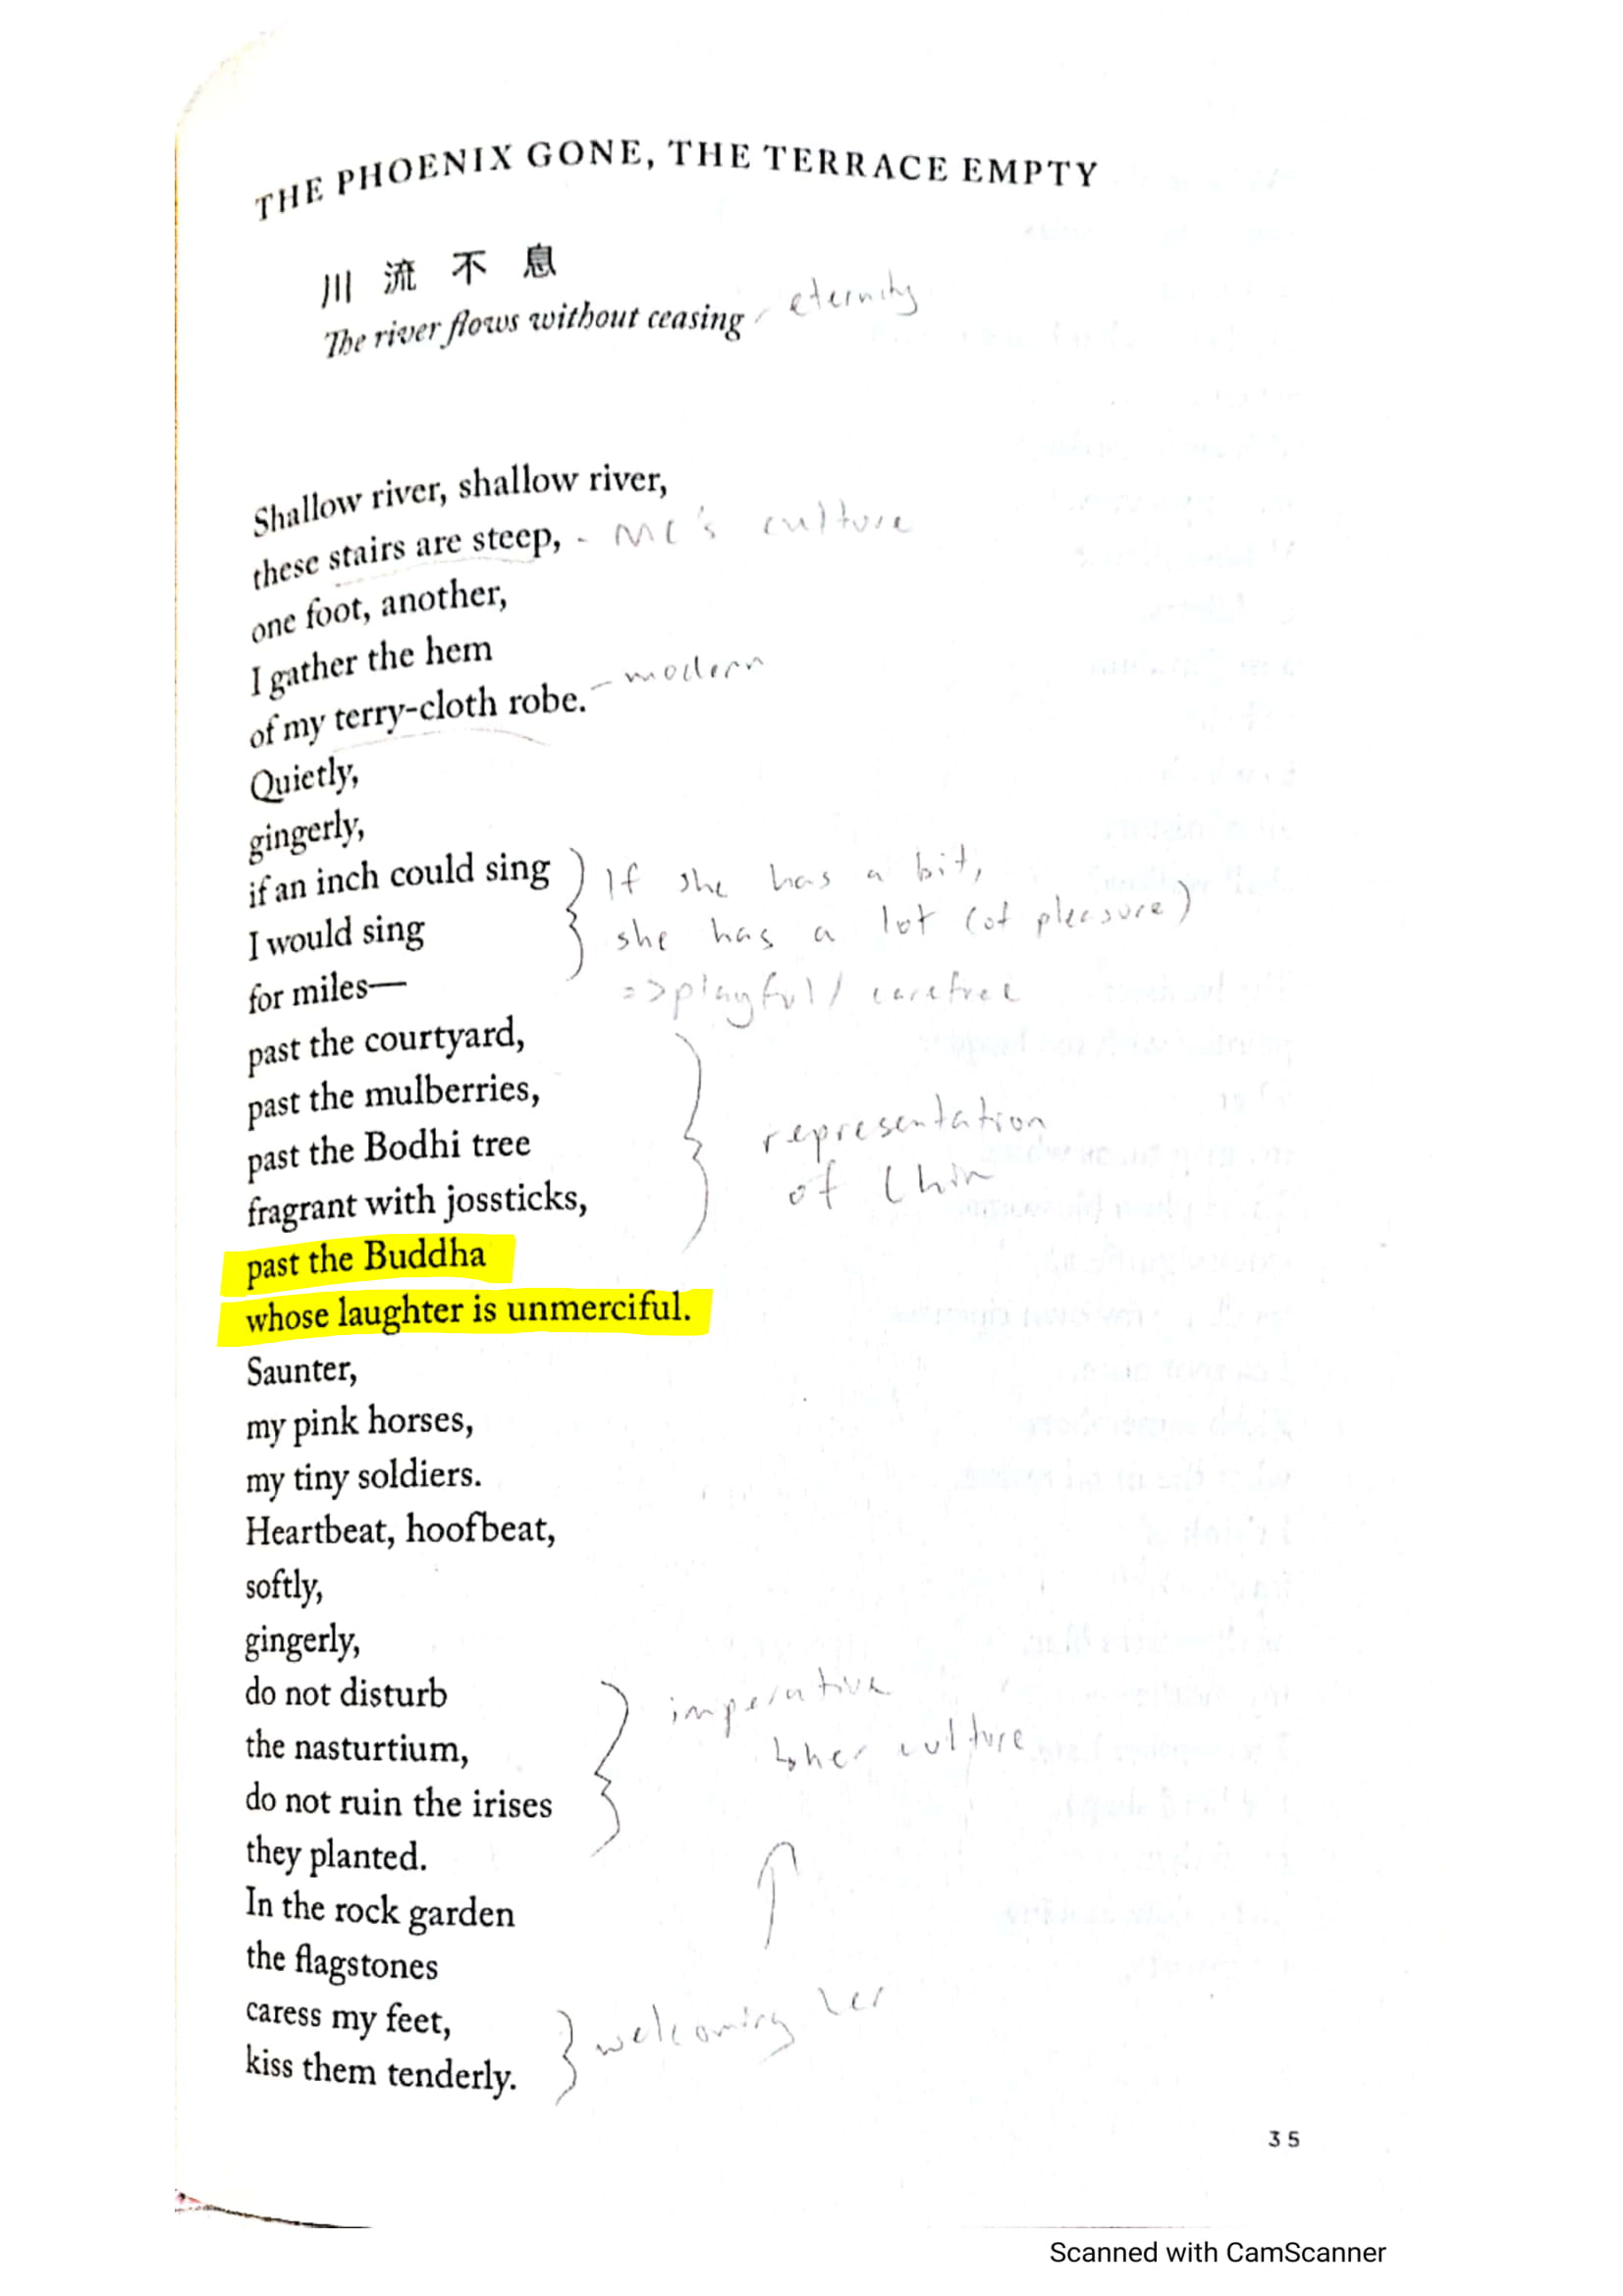 THE PHOENIX GONE, THE TERRACE EMPTY
川 流 不 息
The river flows without ceasing - eternity
Shallow river, shallow river,
these stairs are steep, - MC's culture
one foot, another,
I gather the hem
of my terry-cloth robe. - modern
Quietly,
gingerly,
if an inch could sing If she has a bit,
I would sing she has a lot (of pleasure)
for miles— =>playful/ carefree
past the courtyard,
past the mulberries,
past the Bodhi tree representation
fragrant with jossticks, of Chin
past the Buddha
whose laughter is unmerciful.
Saunter,
my pink horses,
my tiny soldiers.
Heartbeat, hoofbeat,
softly,
gingerly,
do not disturb imperative
the nasturtium, ↳her culture
do not ruin the irises
they planted.
In the rock garden
the flagstones
caress my feet, welcoming her
kiss them tenderly.
35
Scanned with CamScanner